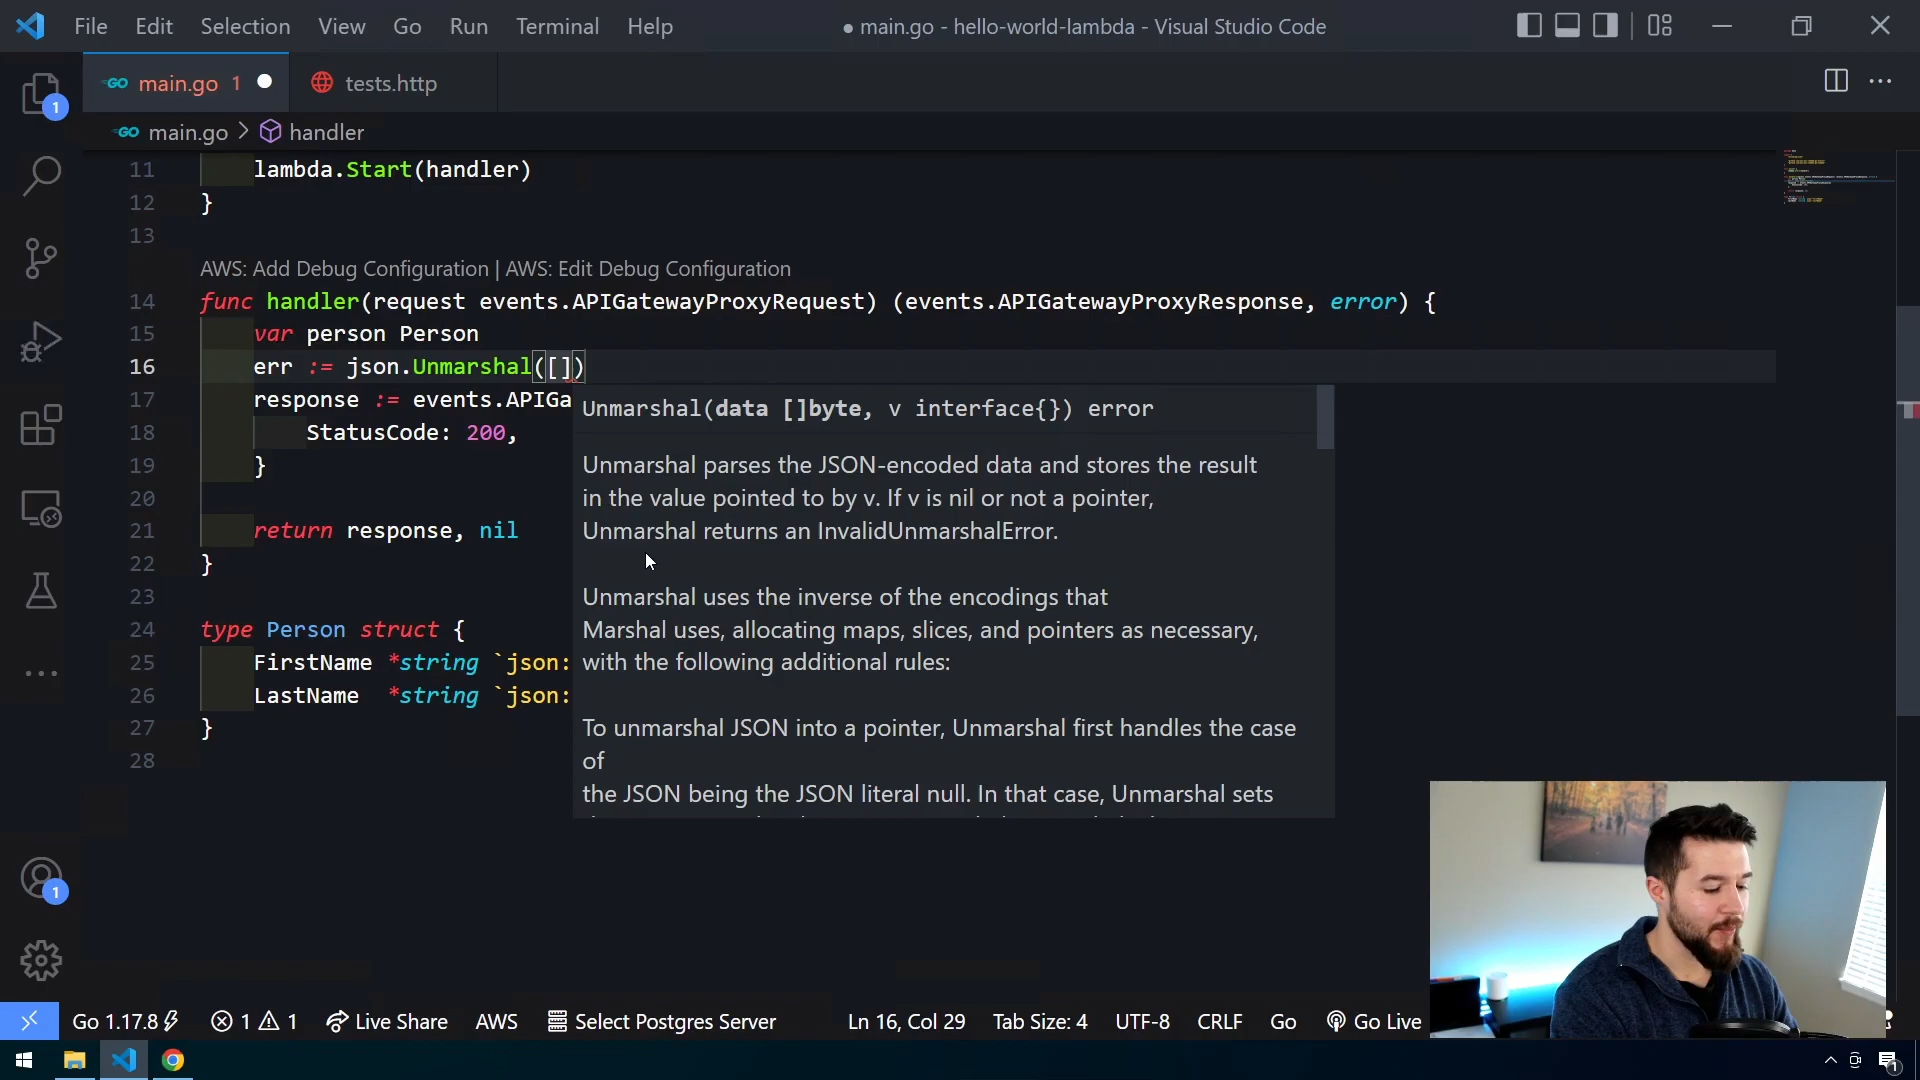 File Edit Selection View Go Run Terminal Help
● main.go - hello-world-lambda - Visual Studio Code
GO main.go 1 ● tests.http
GO main.go > handler
11 lambda.Start(handler)
12 }
13
AWS: Add Debug Configuration | AWS: Edit Debug Configuration
14 func handler(request events.APIGatewayProxyRequest) (events.APIGatewayProxyResponse, error) {
15 var person Person
16 err := json.Unmarshal([])
17 response := events.APIGa
18 StatusCode: 200,
19 }
20
21 return response, nil
22 }
23
24 type Person struct {
25 FirstName *string `json:
26 LastName *string `json:
27 }
28
Unmarshal(data []byte, v interface{}) error
Unmarshal parses the JSON-encoded data and stores the result
in the value pointed to by v. If v is nil or not a pointer,
Unmarshal returns an InvalidUnmarshalError.
Unmarshal uses the inverse of the encodings that
Marshal uses, allocating maps, slices, and pointers as necessary,
with the following additional rules:
To unmarshal JSON into a pointer, Unmarshal first handles the case
of
the JSON being the JSON literal null. In that case, Unmarshal sets
1
1
Go 1.17.8 1 1 Live Share AWS Select Postgres Server Ln 16, Col 29 Tab Size: 4 UTF-8 CRLF Go Go Live
1